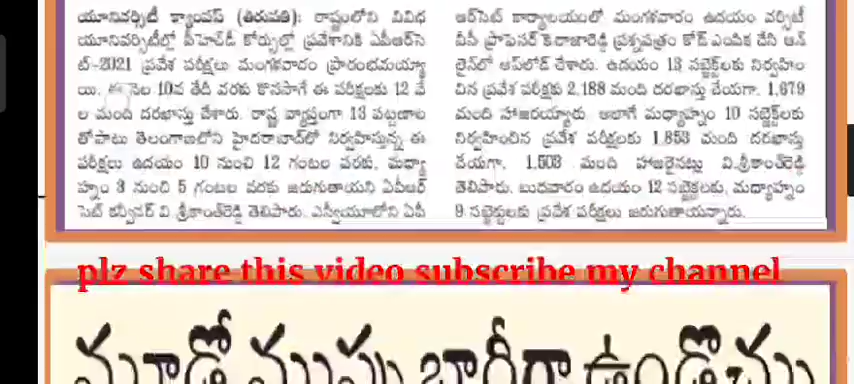 యూనివర్సిటీ క్యాంపస్ (తిరుపతి): రాష్ట్రంలోని వివిధ
యూనివర్సిటీల్లో పీహెచ్‌డీ కోర్సుల్లో ప్రవేశానికి ఏపీఆర్‌సె
ట్-2021 ప్రవేశ పరీక్షలు మంగళవారం ప్రారంభమయ్యా
యి. ఈ నెల 10వ తేదీ వరకు కొనసాగే ఈ పరీక్షలకు 12 వే
ల మంది దరఖాస్తు చేశారు. రాష్ట్ర వ్యాప్తంగా 13 పట్టణాల
తోపాటు తెలంగాణలోని హైదరాబాద్‌లో నిర్వహిస్తున్న ఈ
పరీక్షలు ఉదయం 10 నుంచి 12 గంటల వరకు, మధ్యా
హ్నం 3 నుంచి 5 గంటల వరకు జరుగుతాయని ఏపీఆర్
సెట్ కన్వీనర్ వి.శ్రీకాంత్‌రెడ్డి తెలిపారు. ఎస్వీయూలోని ఏపీ
ఆర్‌సెట్ కార్యాలయంలో మంగళవారం ఉదయం వర్సిటీ
వీసీ ప్రొఫెసర్ కె.రాజారెడ్డి ప్రశ్నపత్రం కోడ్ ఎంపిక చేసి ఆన్
లైన్‌లో అప్‌లోడ్ చేశారు. ఉదయం 13 సబ్జెక్ట్‌లకు నిర్వహిం
చిన ప్రవేశ పరీక్షకు 2,188 మంది దరఖాస్తు చేయగా, 1,679
మంది హాజరయ్యారు. అలాగే మధ్యాహ్నం 10 సబ్జెక్ట్‌లకు
నిర్వహించిన ప్రవేశ పరీక్షలకు 1,853 మంది దరఖాస్తు
చేయగా, 1,503 మంది హాజరైనట్టు వి.శ్రీకాంత్‌రెడ్డి
తెలిపారు. బుధవారం ఉదయం 12 సబ్జెక్టులకు, మధ్యాహ్నం
9 సబ్జెక్టులకు ప్రవేశ పరీక్షలు జరుగుతాయన్నారు.
plz share this video subscribe my channel
మూడో ముప్పు భారీగా ఉండొచ్చు